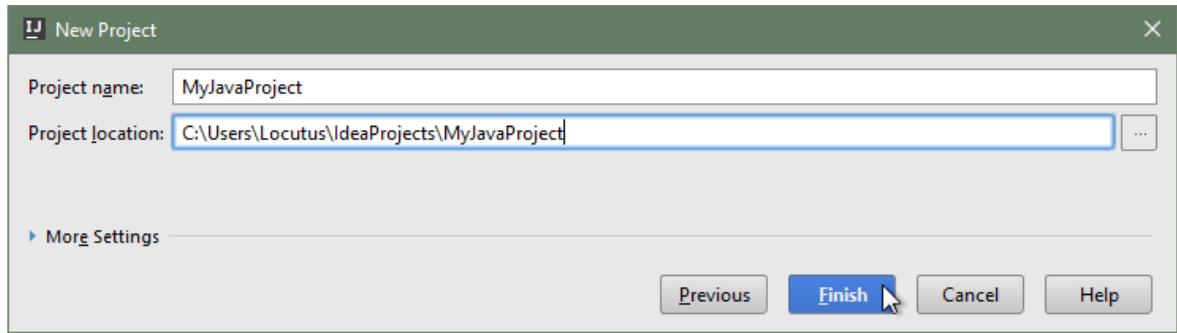 IJ New Project
Project name: MyJavaProject
Project location: C:\Users\Locutus\IdeaProjects\MyJavaProject ...
More Settings
Previous Finish Cancel Help